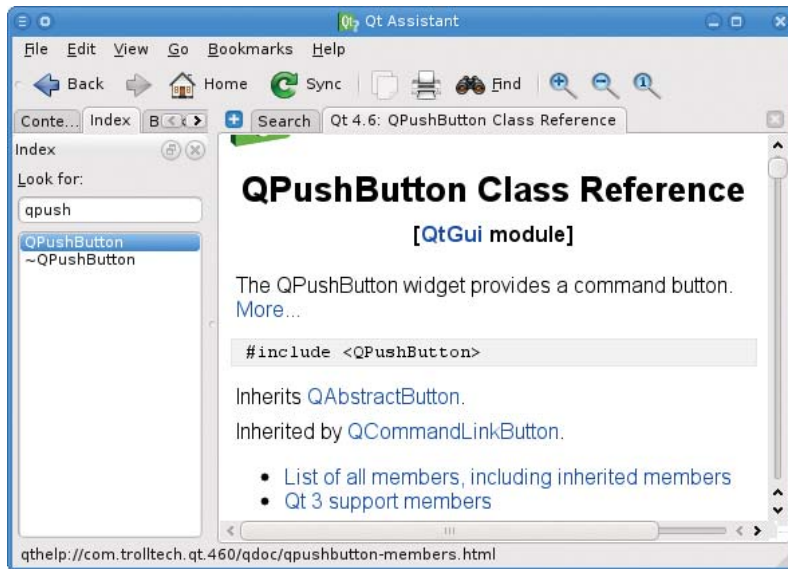 Qt Assistant
File Edit View Go Bookmarks Help
Back Home Sync Find
Conte... Index B
Search Qt 4.6: QPushButton Class Reference
Index
Look for:
qpush
QPushButton
~QPushButton
QPushButton Class Reference
[QtGui module]
The QPushButton widget provides a command button.
More...
#include <QPushButton>
Inherits QAbstractButton.
Inherited by QCommandLinkButton.
• List of all members, including inherited members
• Qt 3 support members
qthelp://com.trolltech.qt.460/qdoc/qpushbutton-members.html